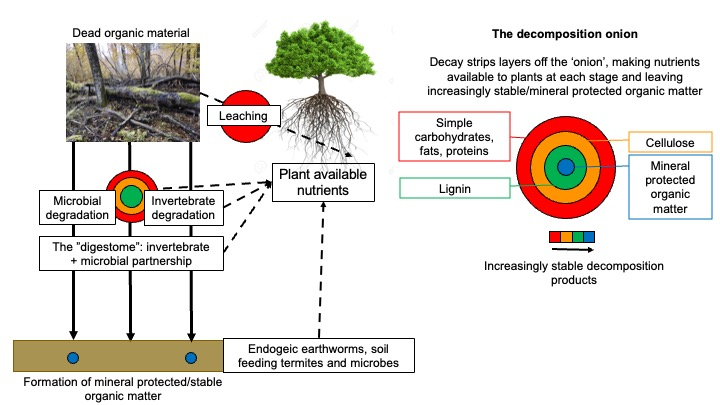 Dead organic material
Leaching
Plant available
nutrients
Microbial
degradation
Invertebrate
degradation
The "digestome": invertebrate
+ microbial partnership
Endogeic earthworms, soil
feeding termites and microbes
Formation of mineral protected/stable
organic matter
The decomposition onion
Decay strips layers off the ‘onion’, making nutrients
available to plants at each stage and leaving
increasingly stable/mineral protected organic matter
Simple
carbohydrates,
fats, proteins
Cellulose
Lignin
Mineral
protected
organic
matter
Increasingly stable decomposition
products